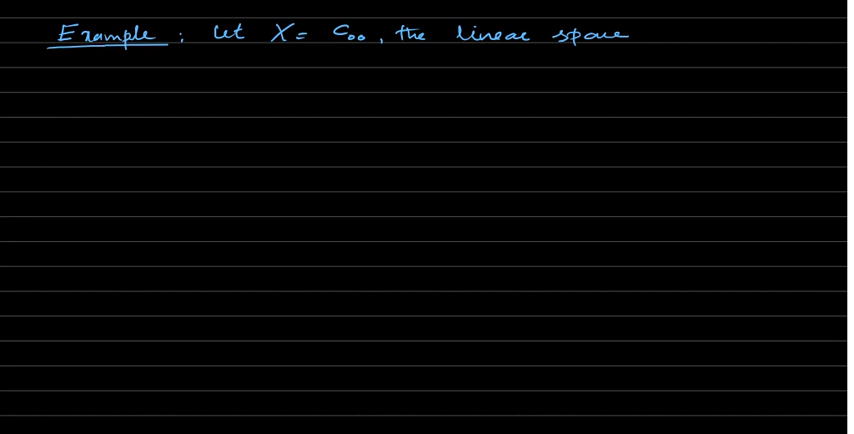 Example : Let X = C₀₀, the linear space